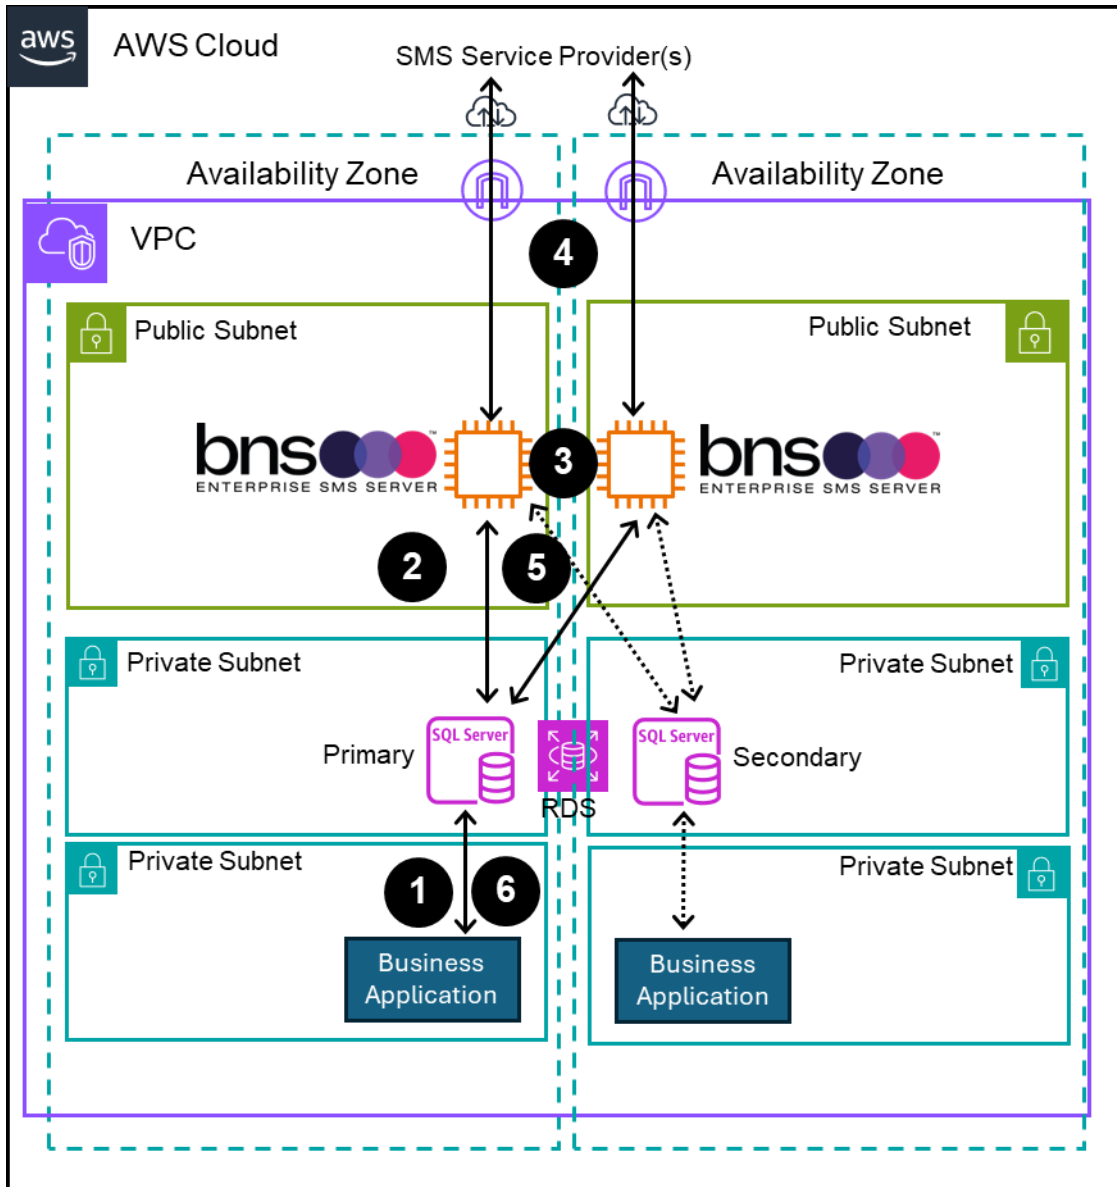 aws
AWS Cloud
SMS Service Provider(s)
Availability Zone
Availability Zone
VPC
4
Public Subnet
Public Subnet
bns
ENTERPRISE SMS SERVER
3
bns™
ENTERPRISE SMS SERVER
2
5
Private Subnet
Private Subnet
Primary
SQL Server
RDS
SQL Server
Secondary
Private Subnet
Private Subnet
1
6
Business
Application
Business
Application